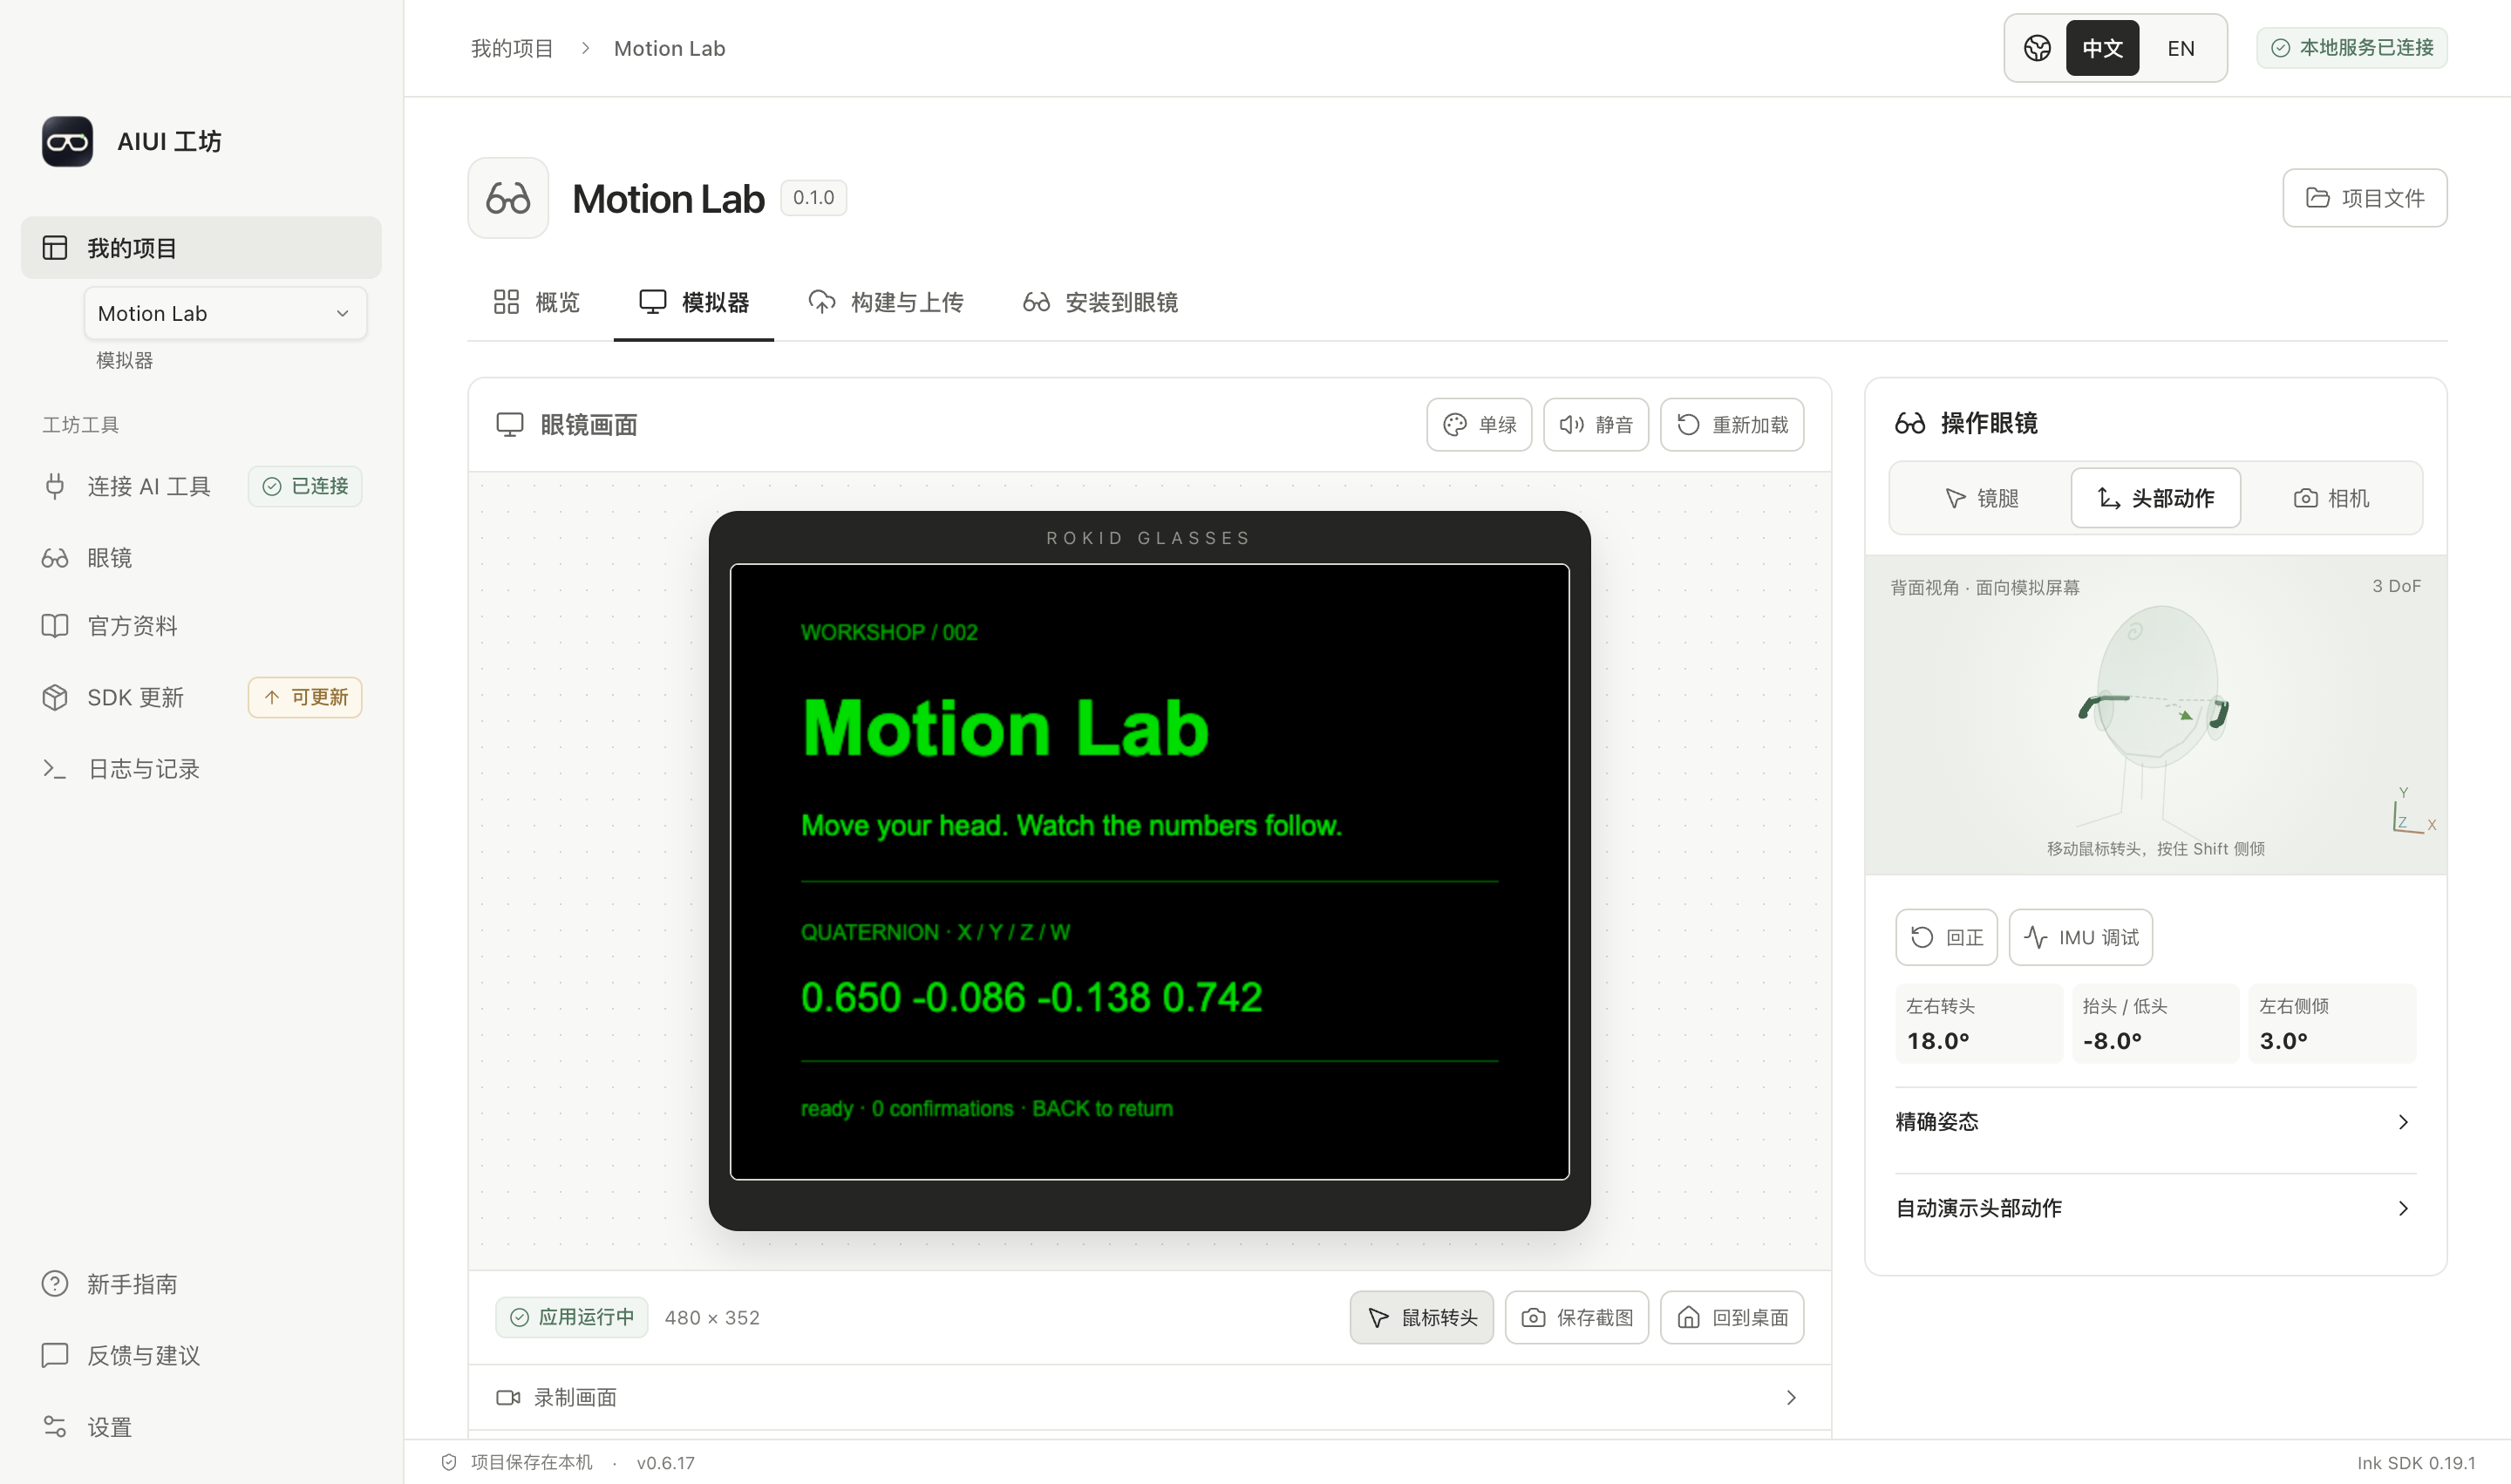 我的项目 > Motion Lab
中文 EN
本地服务已连接
AIUI 工坊
我的项目
Motion Lab
模拟器
工坊工具
连接 AI 工具 已连接
眼镜
官方资料
SDK 更新 可更新
日志与记录
新手指南
反馈与建议
设置
Motion Lab 0.1.0
项目文件
概览 模拟器 构建与上传 安装到眼镜
眼镜画面
单绿 静音 重新加载
ROKID GLASSES
WORKSHOP / 002
Motion Lab
Move your head. Watch the numbers follow.
QUATERNION · X / Y / Z / W
0.650 -0.086 -0.138 0.742
ready · 0 confirmations · BACK to return
应用运行中 480 × 352
鼠标转头 保存截图 回到桌面
录制画面
操作眼镜
镜腿 头部动作 相机
背面视角 · 面向模拟屏幕 3 DoF
Y
Z X
移动鼠标转头，按住 Shift 侧倾
回正 IMU 调试
左右转头 抬头 / 低头 左右侧倾
18.0° -8.0° 3.0°
精确姿态
自动演示头部动作
项目保存在本机 · v0.6.17
Ink SDK 0.19.1